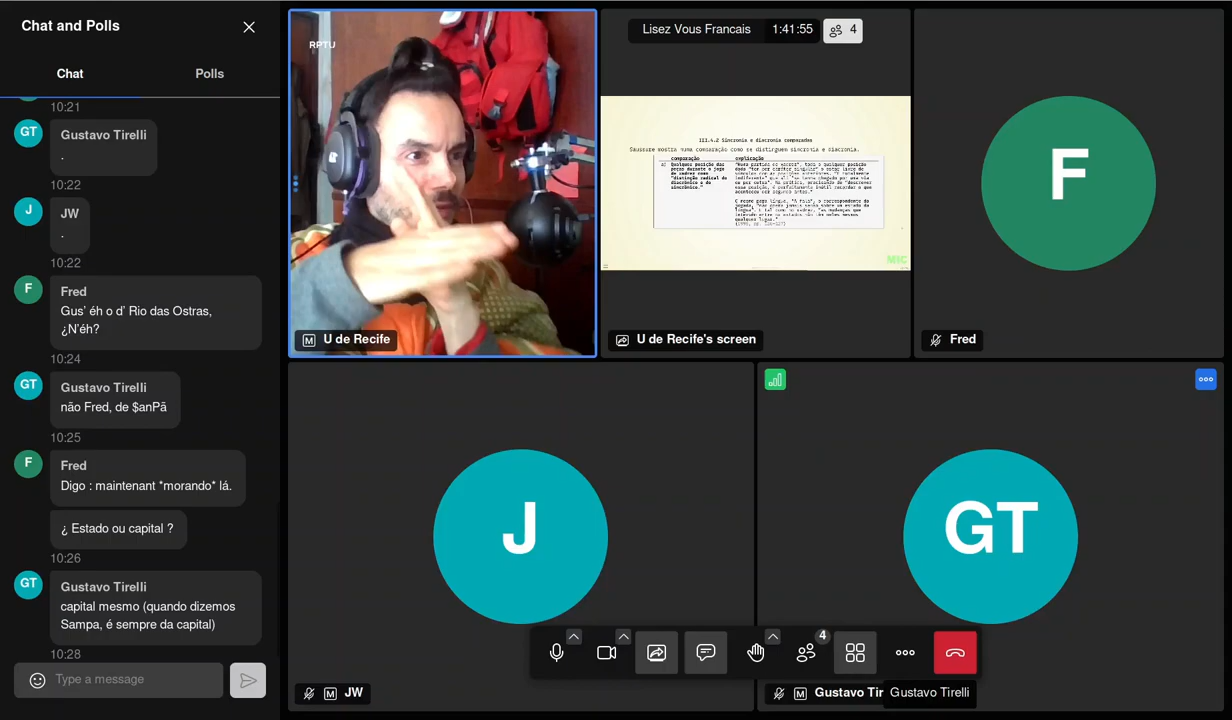 Chat and Polls
Chat
Polls
10:21
GT
Gustavo Tirelli
.
10:22
J
JW
.
10:22
F
Fred
Gus' éh o d' Rio das Ostras,
¿N'éh?
10:24
GT
Gustavo Tirelli
não Fred, de $anPã
10:25
F
Fred
Digo : maintenant *morando* lá.
¿ Estado ou capital ?
10:26
GT
Gustavo Tirelli
capital mesmo (quando dizemos
Sampa, é sempre da capital)
10:28
Type a message
RPTU
M
U de Recife
Lisez Vous Francais
1:41:55
4
III.4.2 Sincronia e diacronia comparadas
Saussure mostra numa comparação como se distinguem sincronia e diacronia.
comparação
explicação
MIC
U de Recife's screen
F
Fred
J
M
JW
GT
M
Gustavo Tir
Gustavo Tirelli
4